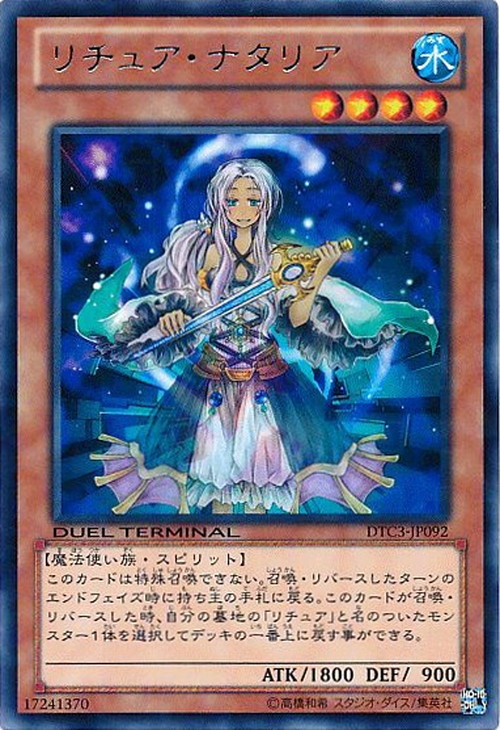 リチュア・ナタリア
水
DUEL TERMINAL
DTC3-JP092
【魔法使い族・スピリット】
このカードは特殊召喚できない。召喚・リバースしたターンの
エンドフェイズ時に持ち主の手札に戻る。このカードが召喚・
リバースした時、自分の墓地の「リチュア」と名のついたモン
スター1体を選択してデッキの一番上に戻す事ができる。
ATK/1800 DEF/ 900
17241370
©高橋和希 スタジオ・ダイス/集英社